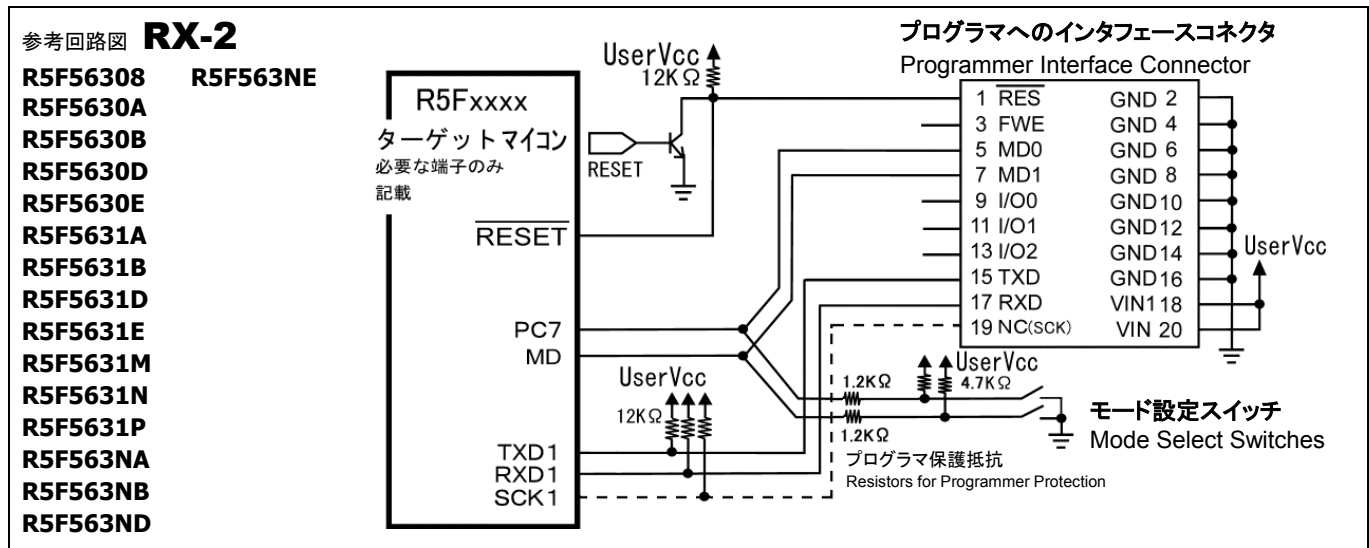 参考回路図 RX-2
R5F56308 R5F563NE
R5F5630A
R5F5630B
R5F5630D
R5F5630E
R5F5631A
R5F5631B
R5F5631D
R5F5631E
R5F5631M
R5F5631N
R5F5631P
R5F563NA
R5F563NB
R5F563ND
R5Fxxxx
ターゲットマイコン
必要な端子のみ
記載
RESET
PC7
MD
TXD1
RXD1
SCK1
UserVcc
12KΩ
RESET
UserVcc
12KΩ
プログラマへのインタフェースコネクタ
Programmer Interface Connector
1 RES GND 2
3 FWE GND 4
5 MD0 GND 6
7 MD1 GND 8
9 I/O0 GND10
11 I/O1 GND12
13 I/O2 GND14
15 TXD GND16
17 RXD VIN118
19 NC(SCK) VIN 20
UserVcc
UserVcc
1.2KΩ 4.7KΩ
1.2KΩ
プログラマ保護抵抗
Resistors for Programmer Protection
モード設定スイッチ
Mode Select Switches